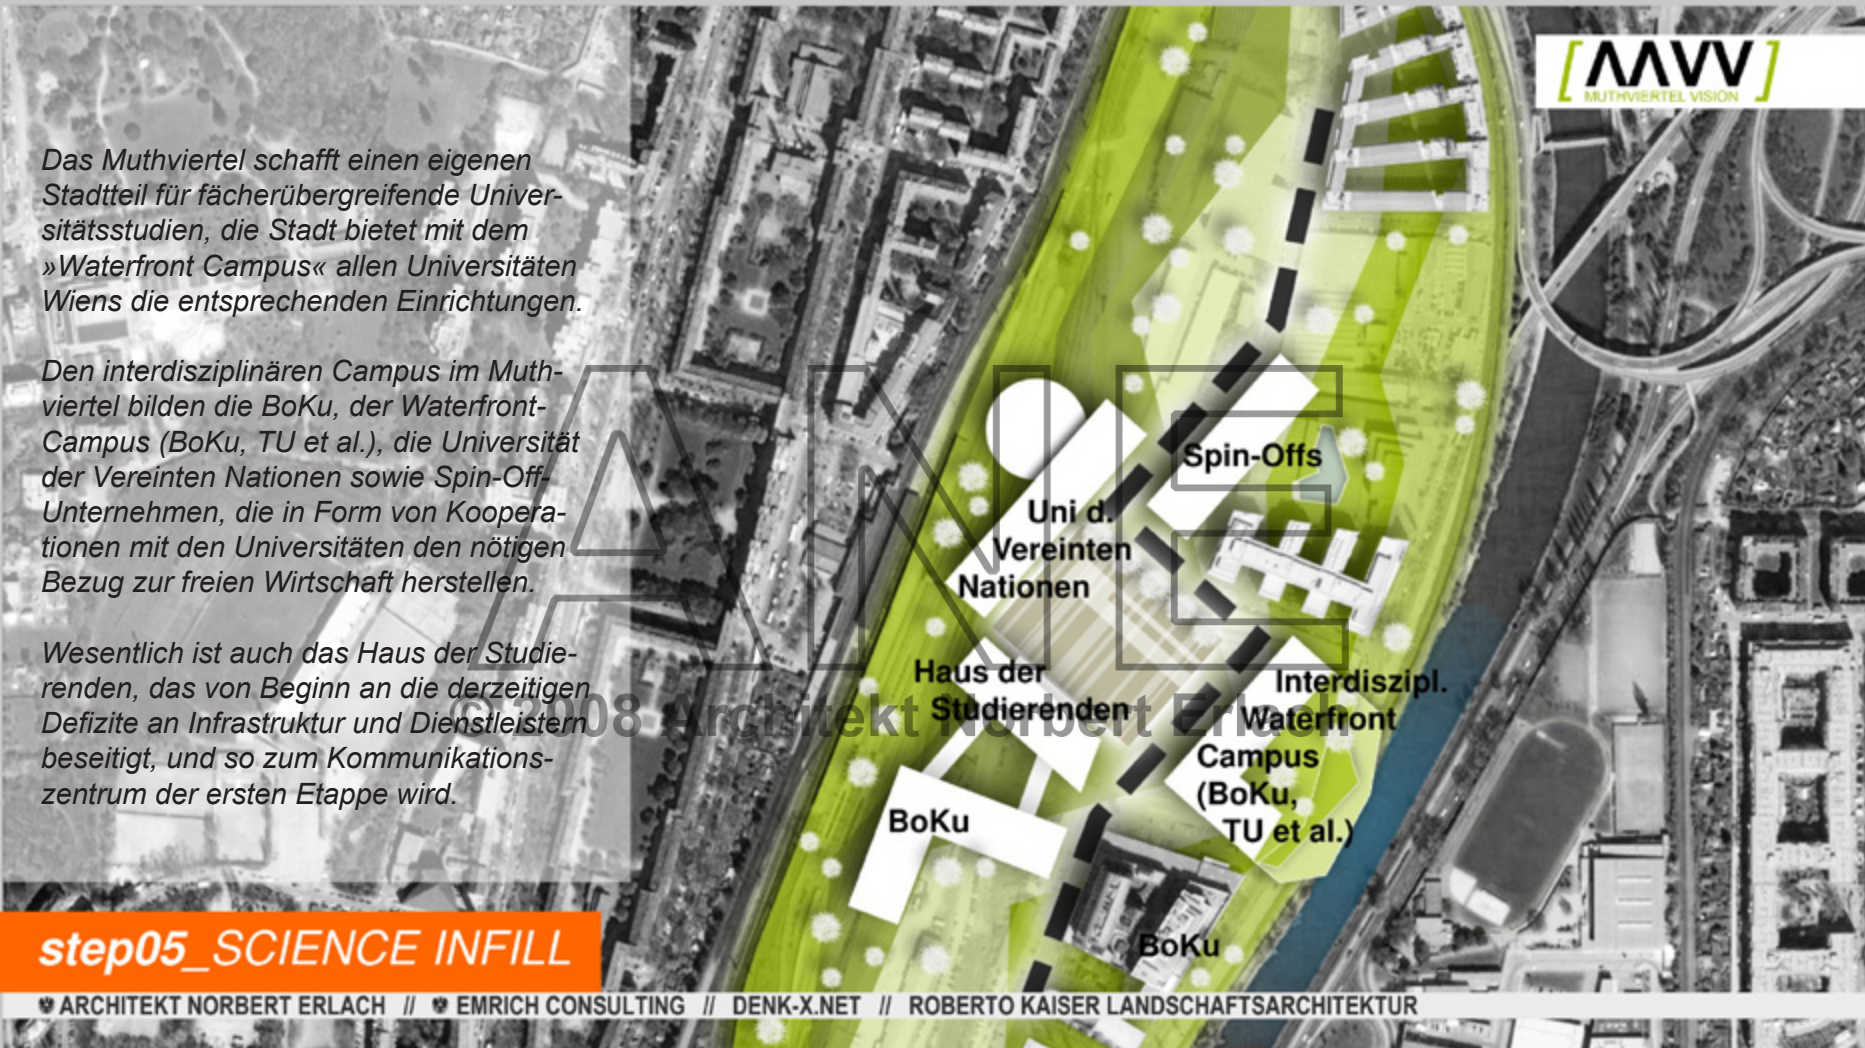 [ΛΛVV]
MUTHVIERTEL VISION
Das Muthviertel schafft einen eigenen
Stadtteil für fächerübergreifende Univer-
sitätsstudien, die Stadt bietet mit dem
»Waterfront Campus« allen Universitäten
Wiens die entsprechenden Einrichtungen.
Den interdisziplinären Campus im Muth-
viertel bilden die BoKu, der Waterfront-
Campus (BoKu, TU et al.), die Universität
der Vereinten Nationen sowie Spin-Off-
Unternehmen, die in Form von Koopera-
tionen mit den Universitäten den nötigen
Bezug zur freien Wirtschaft herstellen.
Wesentlich ist auch das Haus der Studie-
renden, das von Beginn an die derzeitigen
Defizite an Infrastruktur und Dienstleistern
beseitigt, und so zum Kommunikations-
zentrum der ersten Etappe wird.
Spin-Offs
Uni d.
Vereinten
Nationen
Haus der
Studierenden
Interdiszipl.
Waterfront
Campus
(BoKu,
TU et al.)
BoKu
BoKu
ANE
© 2008 Architekt Norbert Erlach
step05_SCIENCE INFILL
ARCHITEKT NORBERT ERLACH // EMRICH CONSULTING // DENK-X.NET // ROBERTO KAISER LANDSCHAFTSARCHITEKTUR